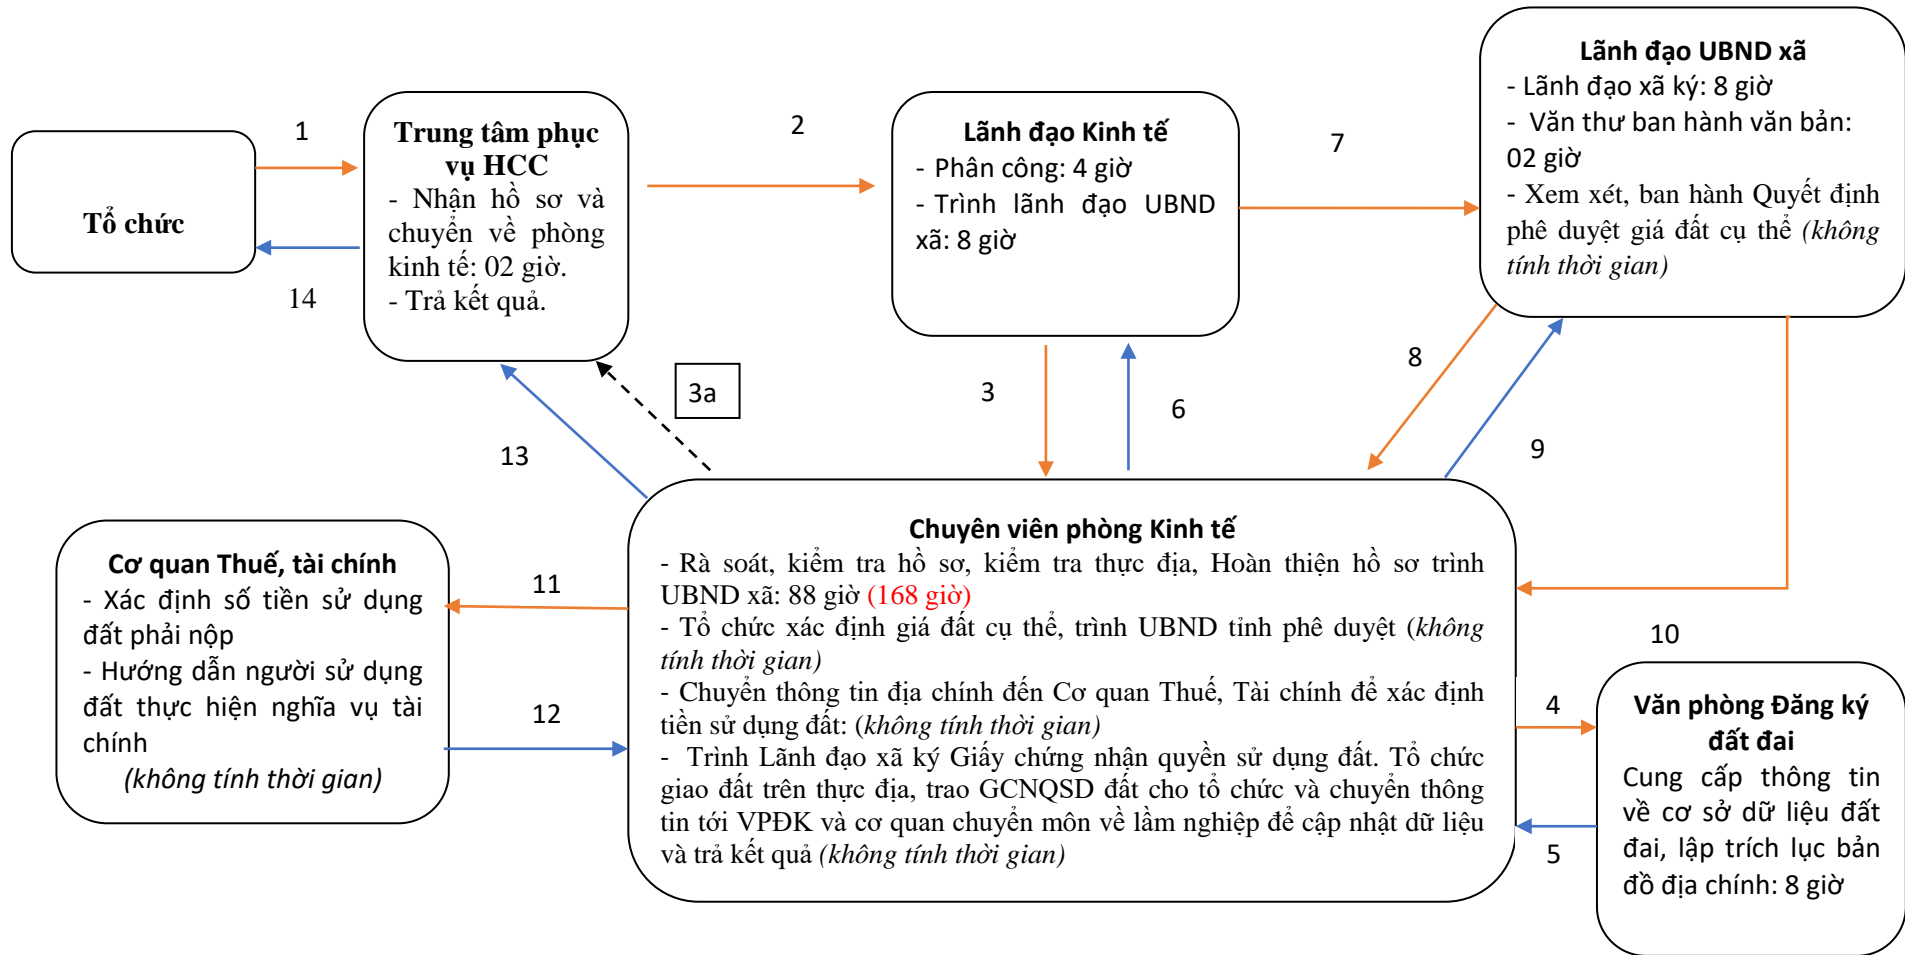 Tổ chức
1
14
Trung tâm phục
vụ HCC
- Nhận hồ sơ và
chuyển về phòng
kinh tế: 02 giờ.
- Trả kết quả.
2
Lãnh đạo Kinh tế
- Phân công: 4 giờ
- Trình lãnh đạo UBND
xã: 8 giờ
7
Lãnh đạo UBND xã
- Lãnh đạo xã ký: 8 giờ
- Văn thư ban hành văn bản:
02 giờ
- Xem xét, ban hành Quyết định
phê duyệt giá đất cụ thể (không
tính thời gian)
13
3a
3
6
8
9
10
Cơ quan Thuế, tài chính
- Xác định số tiền sử dụng
đất phải nộp
- Hướng dẫn người sử dụng
đất thực hiện nghĩa vụ tài
chính
(không tính thời gian)
11
12
Chuyên viên phòng Kinh tế
- Rà soát, kiểm tra hồ sơ, kiểm tra thực địa, Hoàn thiện hồ sơ trình
UBND xã: 88 giờ (168 giờ)
- Tổ chức xác định giá đất cụ thể, trình UBND tỉnh phê duyệt (không
tính thời gian)
- Chuyển thông tin địa chính đến Cơ quan Thuế, Tài chính để xác định
tiền sử dụng đất: (không tính thời gian)
- Trình Lãnh đạo xã ký Giấy chứng nhận quyền sử dụng đất. Tổ chức
giao đất trên thực địa, trao GCNQSD đất cho tổ chức và chuyển thông
tin tới VPĐK và cơ quan chuyển môn về lầm nghiệp để cập nhật dữ liệu
và trả kết quả (không tính thời gian)
4
5
Văn phòng Đăng ký
đất đai
Cung cấp thông tin
về cơ sở dữ liệu đất
đai, lập trích lục bản
đồ địa chính: 8 giờ